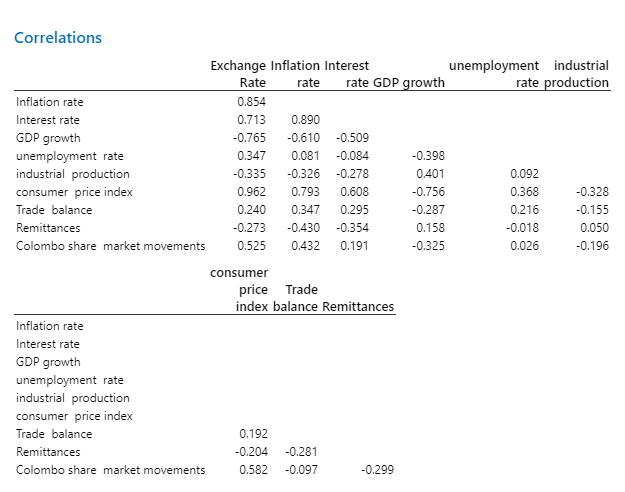 Correlations
Exchange Inflation Interest unemployment industrial
Rate rate rate GDP growth rate production
Inflation rate 0.854
Interest rate 0.713 0.890
GDP growth -0.765 -0.610 -0.509
unemployment rate 0.347 0.081 -0.084 -0.398
industrial production -0.335 -0.326 -0.278 0.401 0.092
consumer price index 0.962 0.793 0.608 -0.756 0.368 -0.328
Trade balance 0.240 0.347 0.295 -0.287 0.216 -0.155
Remittances -0.273 -0.430 -0.354 0.158 -0.018 0.050
Colombo share market movements 0.525 0.432 0.191 -0.325 0.026 -0.196
consumer
price Trade
index balance Remittances
Inflation rate
Interest rate
GDP growth
unemployment rate
industrial production
consumer price index
Trade balance 0.192
Remittances -0.204 -0.281
Colombo share market movements 0.582 -0.097 -0.299